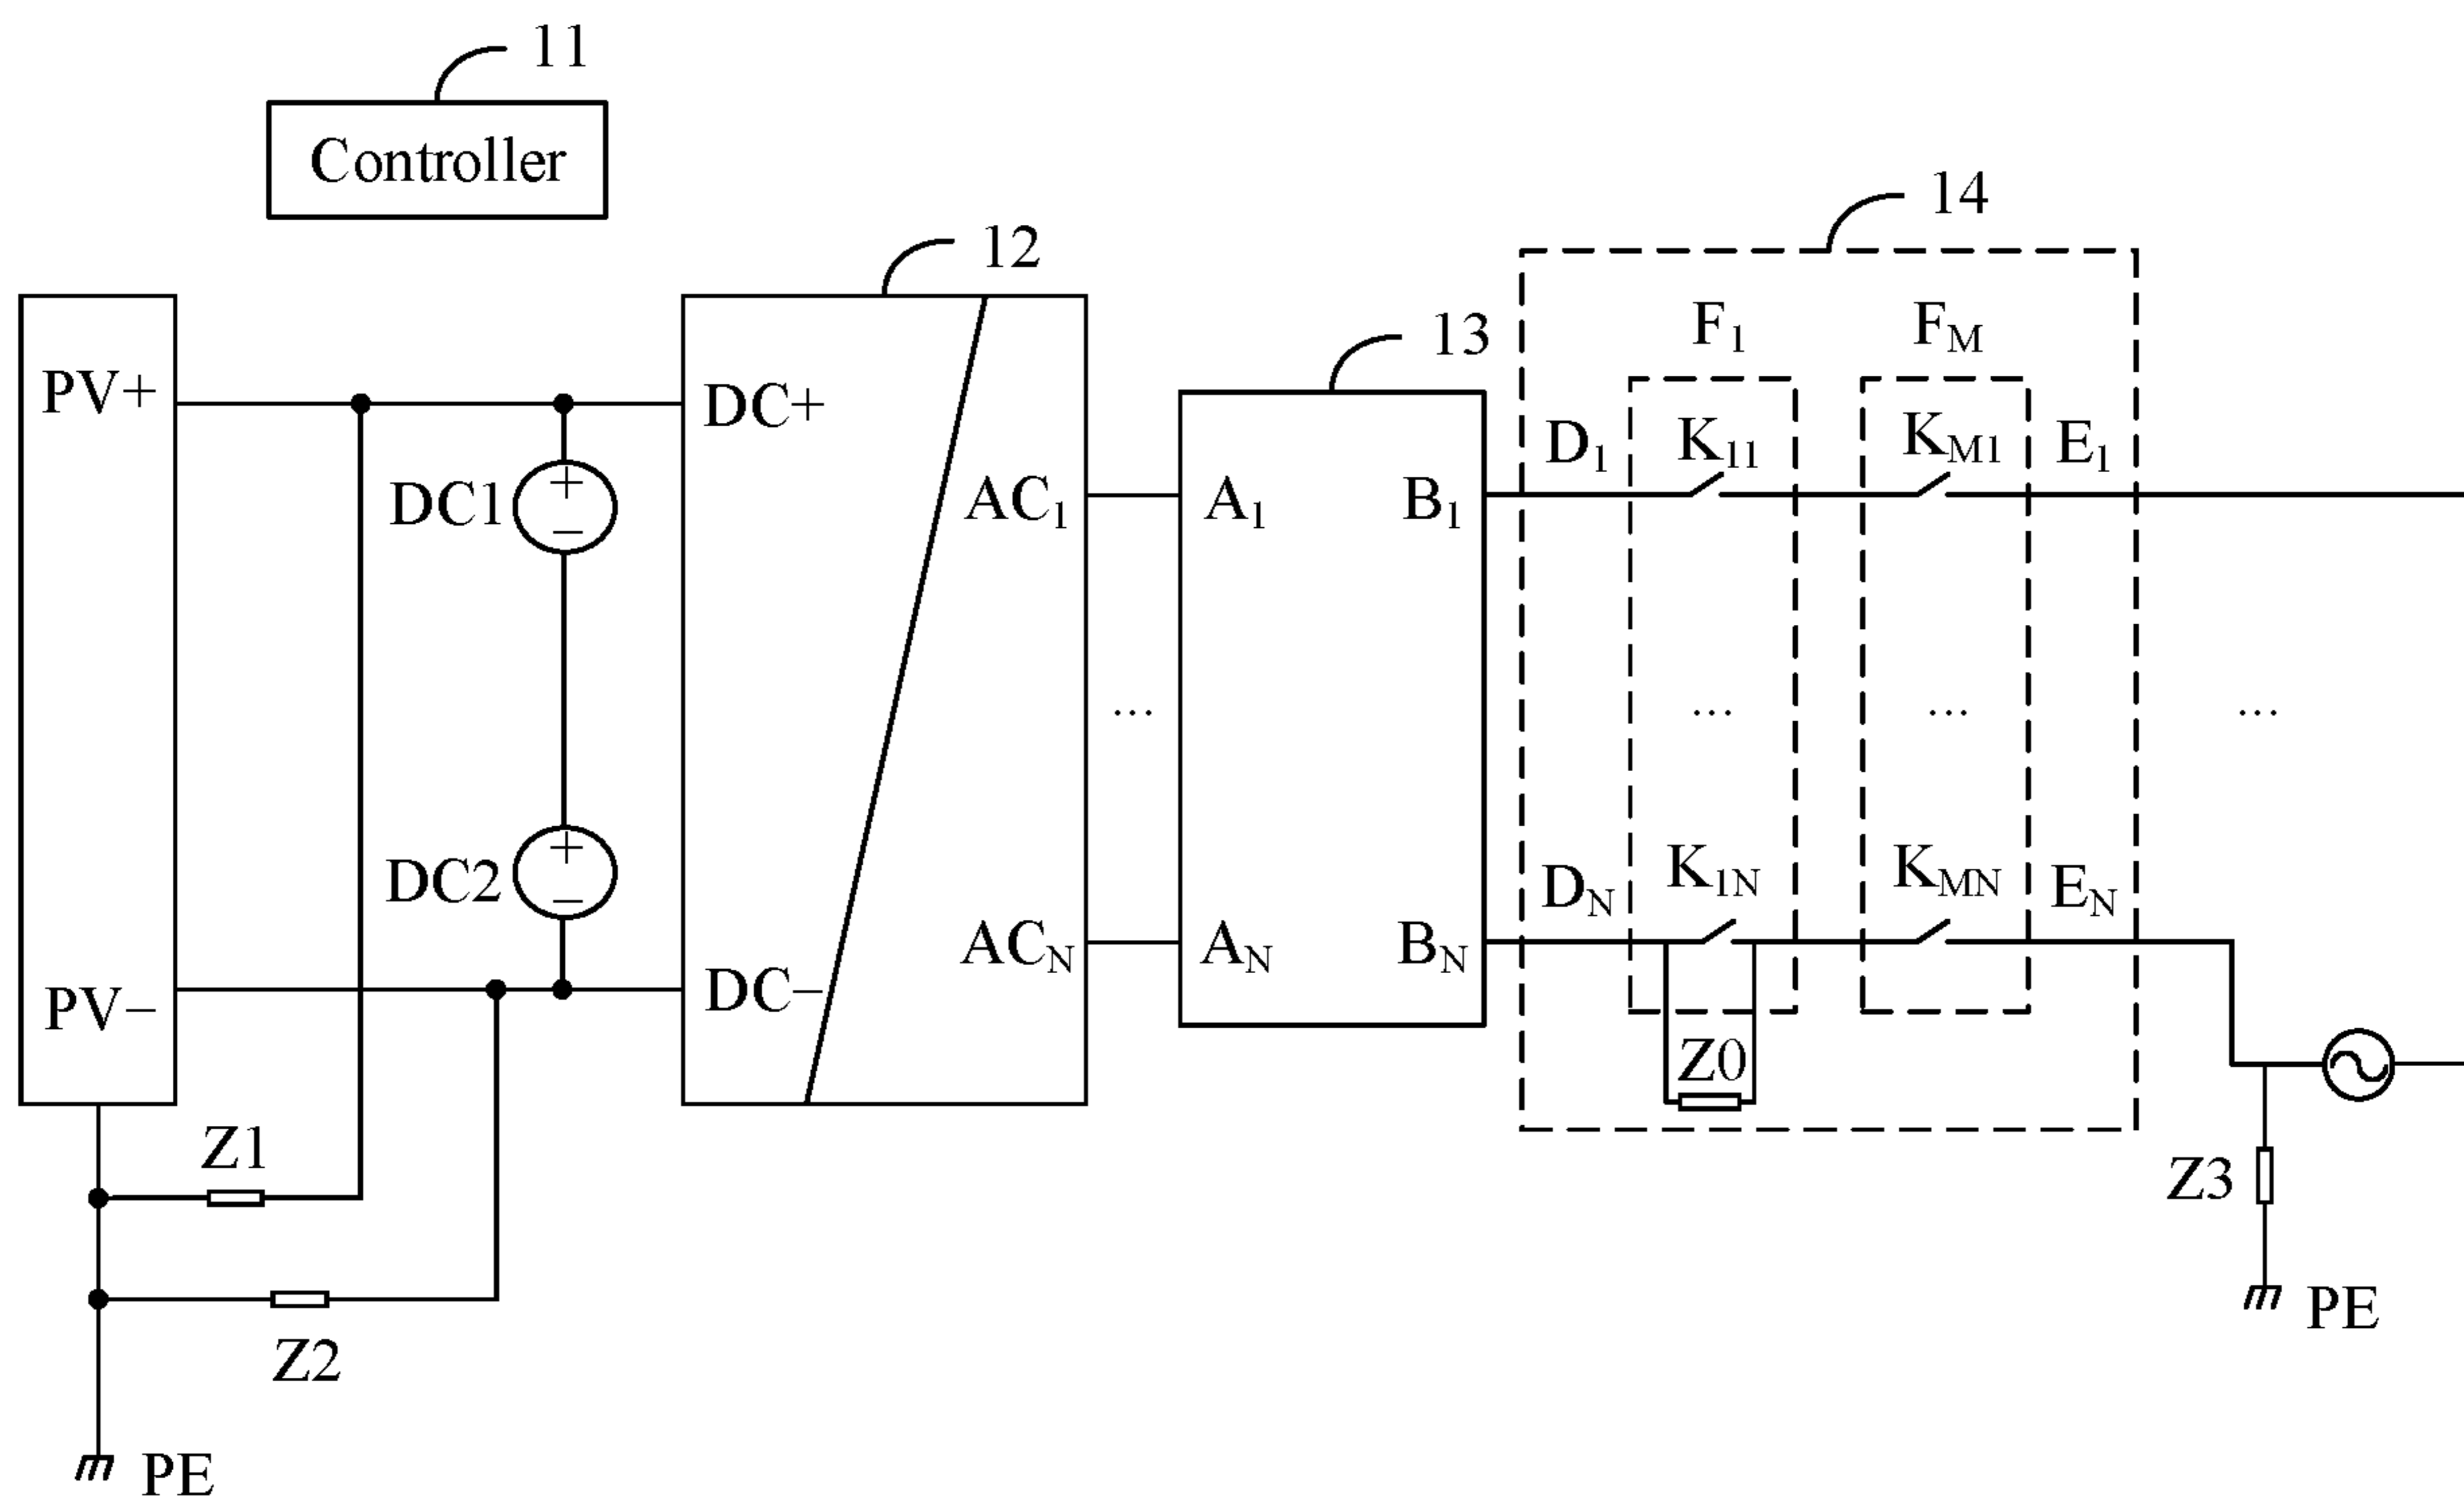 11
Controller
14
12
F1 FM
13
PV+ DC+ D1 K11 KM1 E1
DC1 + − AC1 A1 B1
... ... ... ...
DC2 + − DN K1N KMN EN
ACN AN BN
PV− DC−
Z0
Z1
Z3
Z2
PE
PE